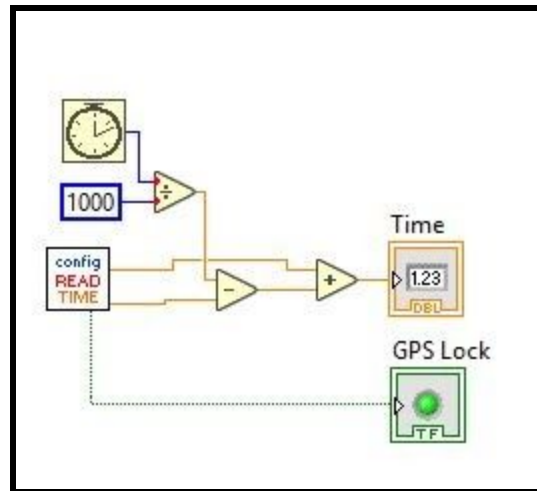 1000
config
READ
TIME
Time
1.23
DBL
GPS Lock
TF